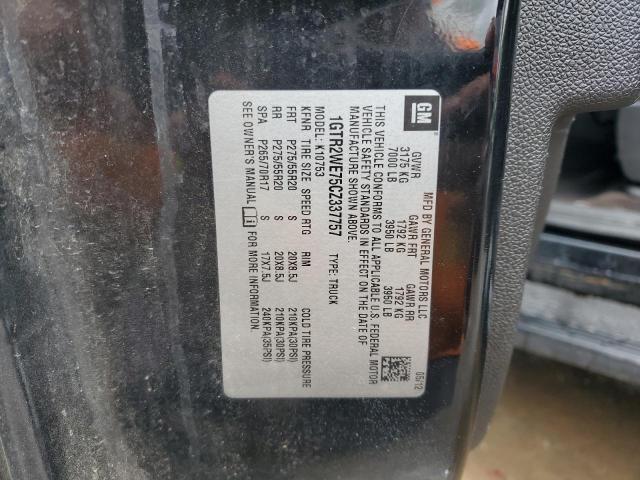 GM
MFD BY GENERAL MOTORS LLC
05/12
GVWR GAWR FRT GAWR RR
3175 KG 1792 KG 1792 KG
7000 LB 3950 LB 3950 LB
THIS VEHICLE CONFORMS TO ALL APPLICABLE U.S. FEDERAL MOTOR
VEHICLE SAFETY STANDARDS IN EFFECT ON THE DATE OF
MANUFACTURE SHOWN ABOVE.
1GTR2WE75CZ337757 TYPE: TRUCK
MODEL: K10753
KFNR TIRE SIZE SPEED RTG RIM COLD TIRE PRESSURE
FRT P275/55R20 S 20X8.5J 210KPA(30PSI)
RR P275/55R20 S 20X8.5J 210KPA(30PSI)
SPA P265/70R17 S 17X7.5J 240KPA(35PSI)
SEE OWNER'S MANUAL FOR MORE INFORMATION.